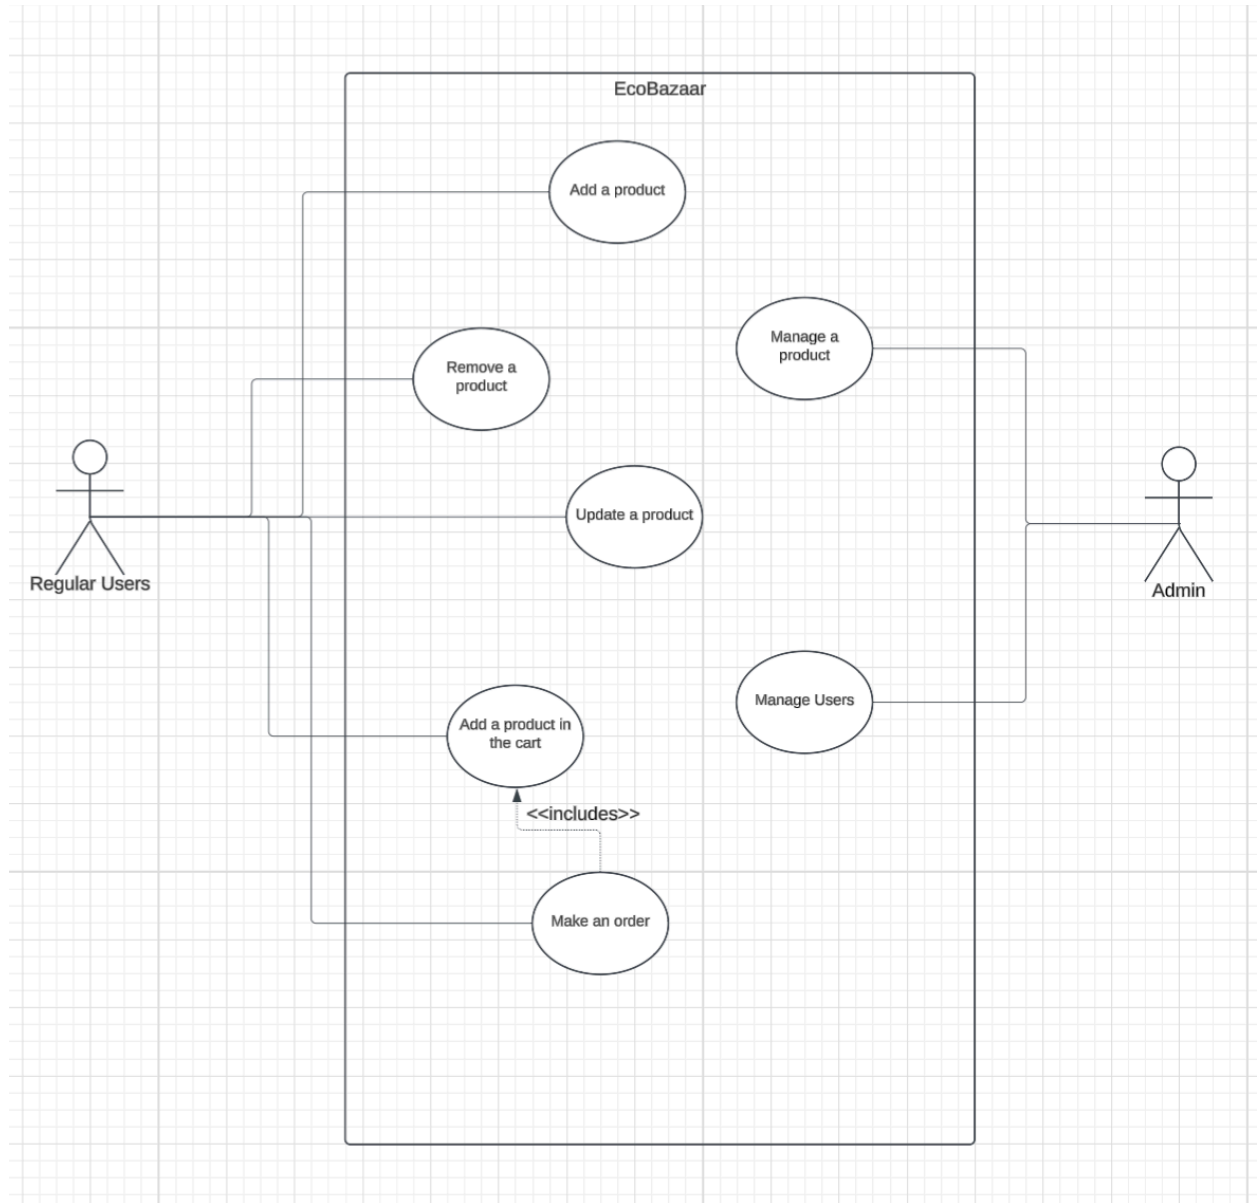 EcoBazaar
Add a product
Manage a
product
Remove a
product
Update a product
Regular Users
Admin
Manage Users
Add a product in
the cart
<<includes>>
Make an order